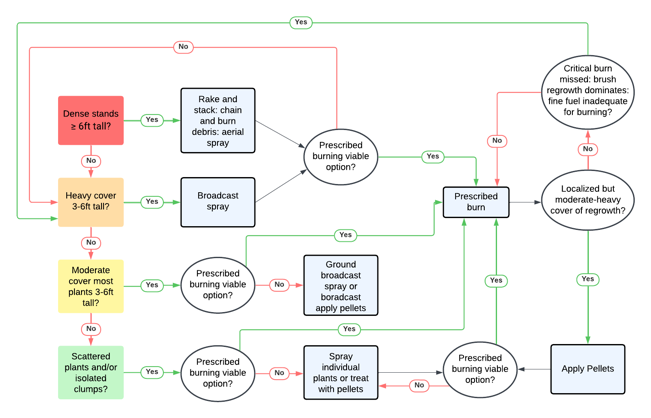 Yes
No
Critical burn
missed: brush
regrowth dominates:
fine fuel inadequate
for burning?
Dense stands
≥ 6ft tall?
Yes
Rake and
stack: chain
and burn
debris: aerial
spray
No
No
Prescribed
burning viable
option?
Yes
No
Heavy cover
3-6ft tall?
Yes
Broadcast
spray
Prescribed
burn
Localized but
moderate-heavy
cover of regrowth?
No
Yes
Moderate
cover most
plants 3-6ft
tall?
Yes
Prescribed
burning viable
option?
No
Ground
broadcast
spray or
boradcast
apply pellets
Yes
Yes
No
Yes
Scattered
plants and/or
isolated
clumps?
Yes
Prescribed
burning viable
option?
No
Spray
individual
plants or treat
with pellets
No
Prescribed
burning viable
option?
Apply Pellets